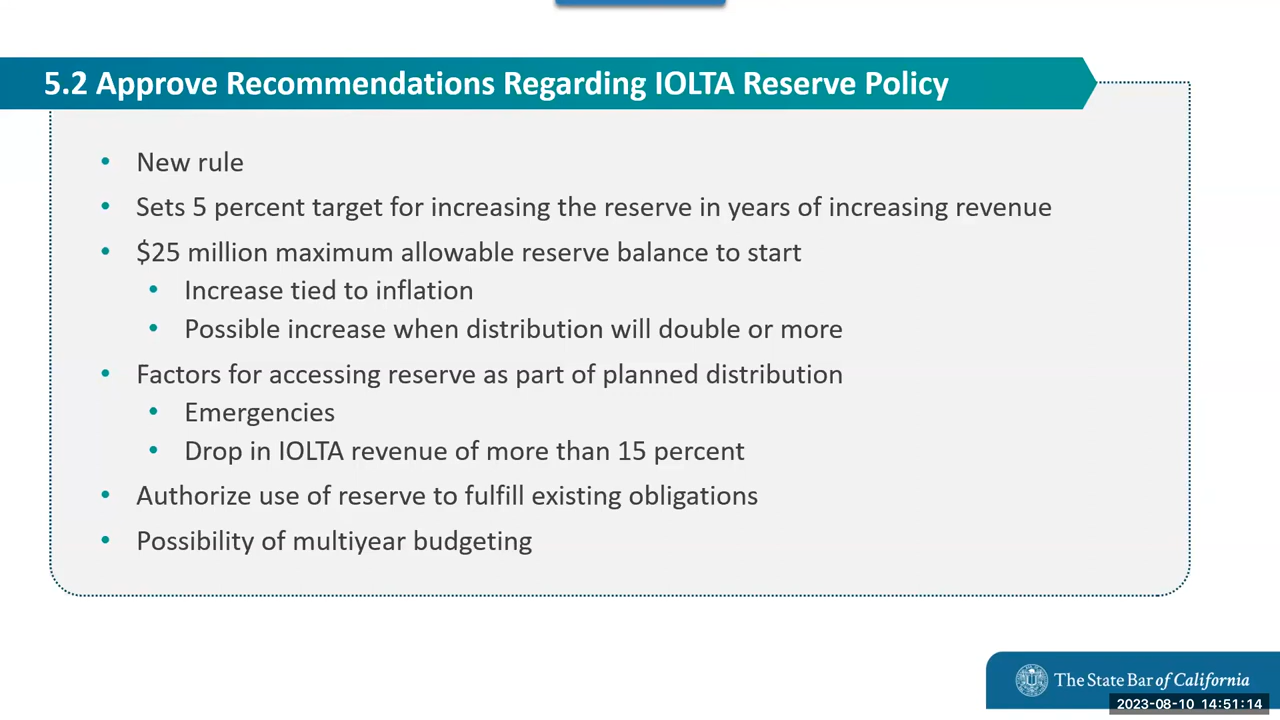 5.2 Approve Recommendations Regarding IOLTA Reserve Policy
• New rule
• Sets 5 percent target for increasing the reserve in years of increasing revenue
• $25 million maximum allowable reserve balance to start
• Increase tied to inflation
• Possible increase when distribution will double or more
• Factors for accessing reserve as part of planned distribution
• Emergencies
• Drop in IOLTA revenue of more than 15 percent
• Authorize use of reserve to fulfill existing obligations
• Possibility of multiyear budgeting
The State Bar of California
2023-08-10 14:51:14